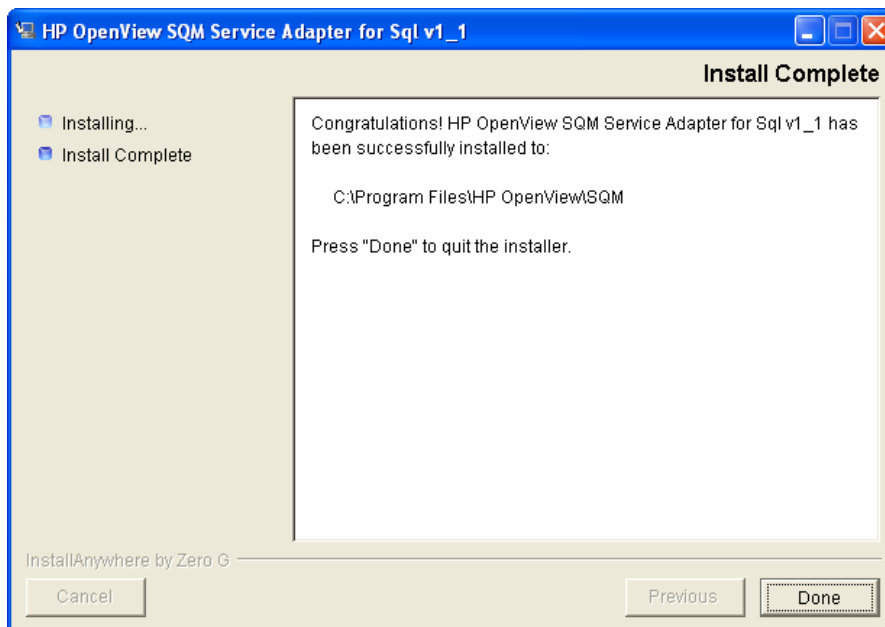 HP OpenView SQM Service Adapter for Sql v1_1
Install Complete
Installing...
Install Complete
Congratulations! HP OpenView SQM Service Adapter for Sql v1_1 has
been successfully installed to:
C:\Program Files\HP OpenView\SQM
Press "Done" to quit the installer.
InstallAnywhere by Zero G
Cancel
Previous
Done